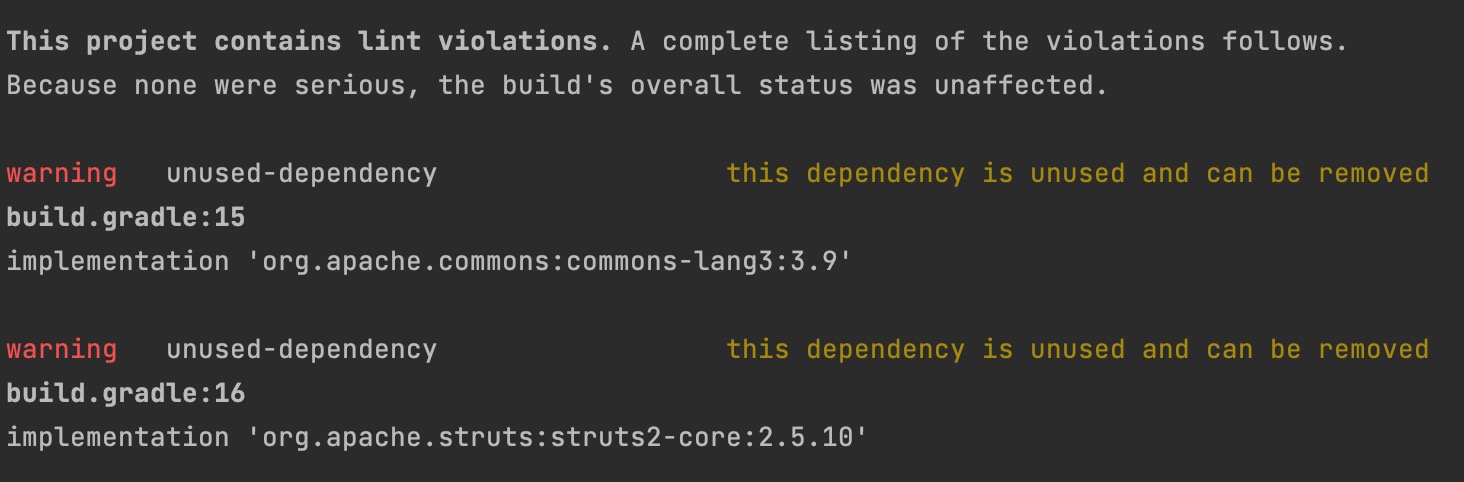 This project contains lint violations. A complete listing of the violations follows.
Because none were serious, the build's overall status was unaffected.
warning   unused-dependency                  this dependency is unused and can be removed
build.gradle:15
implementation 'org.apache.commons:commons-lang3:3.9'
warning   unused-dependency                  this dependency is unused and can be removed
build.gradle:16
implementation 'org.apache.struts:struts2-core:2.5.10'